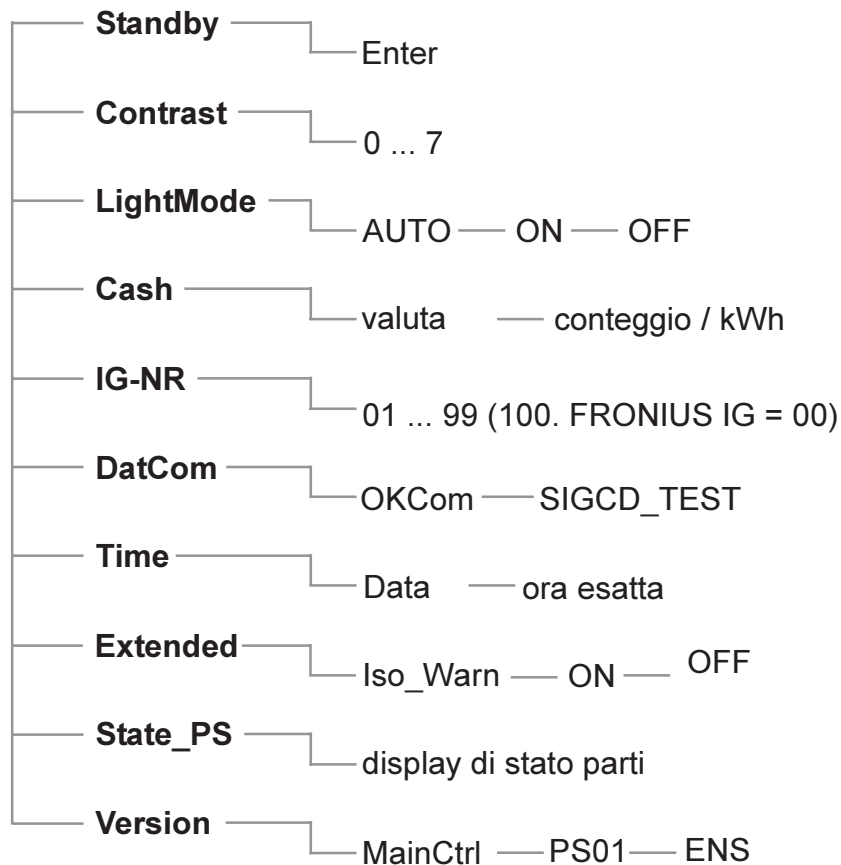 Standby
Enter
Contrast
0 ... 7
LightMode
AUTO ON OFF
Cash
valuta conteggio / kWh
IG-NR
01 ... 99 (100. FRONIUS IG = 00)
DatCom
OKCom SIGCD_TEST
Time
Data ora esatta
Extended
Iso_Warn ON OFF
State_PS
display di stato parti
Version
MainCtrl PS01 ENS